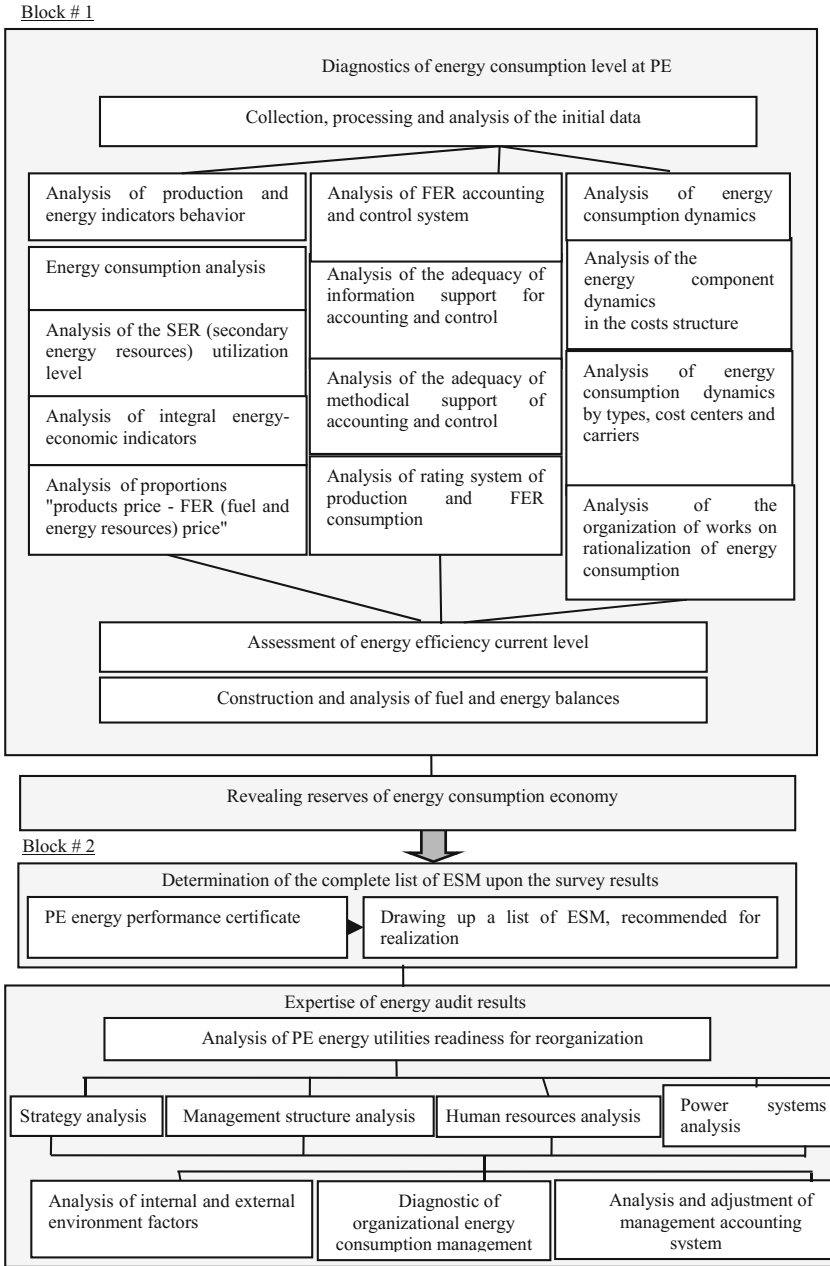 Block # 1
Diagnostics of energy consumption level at PE
Collection, processing and analysis of the initial data
Analysis of production and
energy indicators behavior
Energy consumption analysis
Analysis of the SER (secondary
energy resources) utilization
level
Analysis of integral energy-
economic indicators
Analysis of proportions
"products price - FER (fuel and
energy resources) price"
Analysis of FER accounting
and control system
Analysis of the adequacy of
information support for
accounting and control
Analysis of the adequacy of
methodical support of
accounting and control
Analysis of rating system of
production and FER
consumption
Analysis of energy
consumption dynamics
Analysis of the
energy component
dynamics
in the costs structure
Analysis of energy
consumption dynamics
by types, cost centers and
carriers
Analysis of the
organization of works on
rationalization of energy
consumption
Assessment of energy efficiency current level
Construction and analysis of fuel and energy balances
Revealing reserves of energy consumption economy
Block # 2
Determination of the complete list of ESM upon the survey results
PE energy performance certificate
Drawing up a list of ESM, recommended for
realization
Expertise of energy audit results
Analysis of PE energy utilities readiness for reorganization
Strategy analysis
Management structure analysis
Human resources analysis
Power systems
analysis
Analysis of internal and external
environment factors
Diagnostic of
organizational energy
consumption management
Analysis and adjustment of
management accounting
system